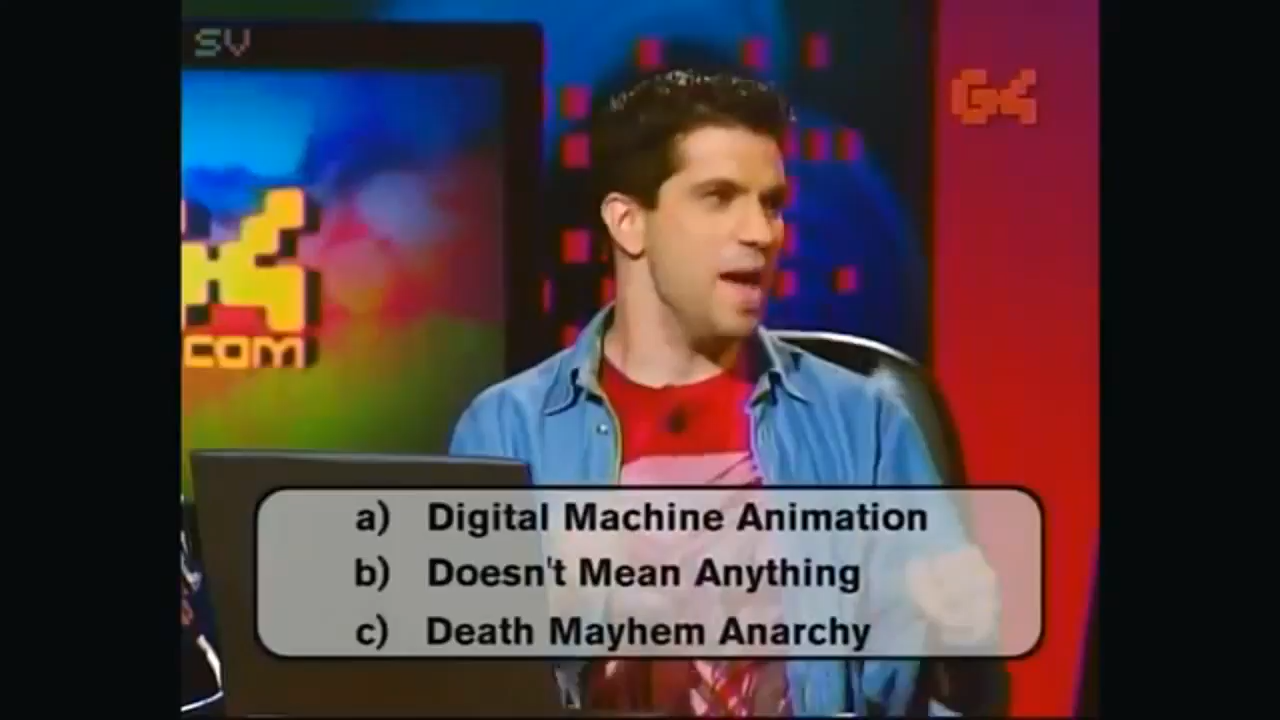 SV
G4
.com
a) Digital Machine Animation
b) Doesn't Mean Anything
c) Death Mayhem Anarchy